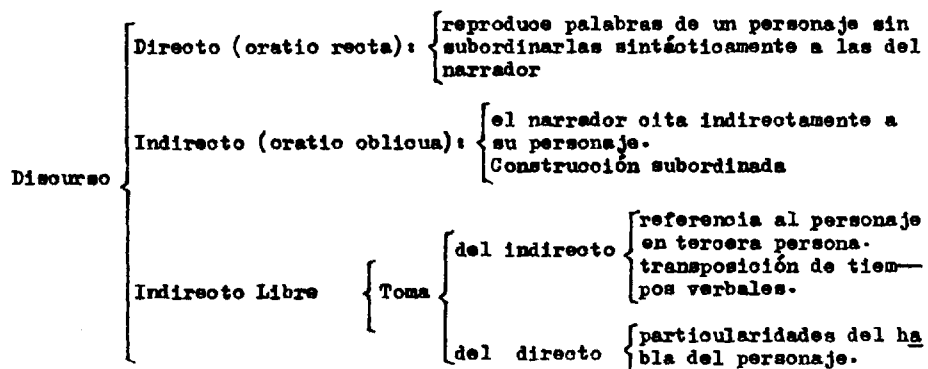 Directo (oratio recta):
reproduce palabras de un personaje sin
subordinarlas sintácticamente a las del
narrador
Discurso
Indirecto (oratio oblicua):
el narrador cita indirectamente a
su personaje.
Construcción subordinada
Indirecto Libre
Toma
del indirecto
referencia al personaje
en tercera persona.
transposición de tiem—
pos verbales.
del directo
particularidades del ha
bla del personaje.